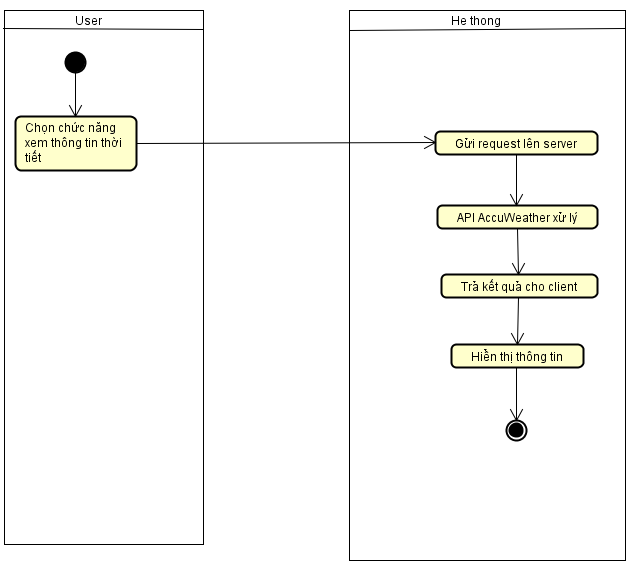 User
He thong
Chọn chức năng
xem thông tin thời
tiết
Gửi request lên server
API AccuWeather xử lý
Trả kết quả cho client
Hiển thị thông tin